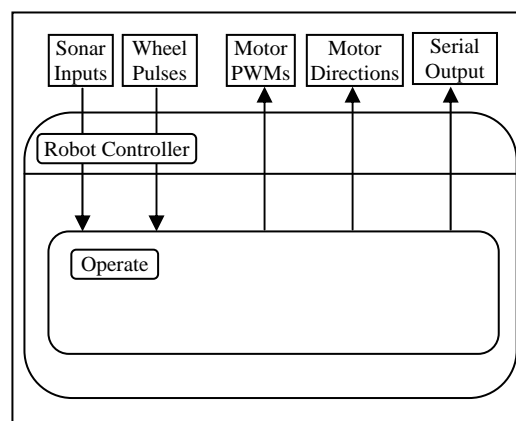 Sonar
Inputs
Wheel
Pulses
Motor
PWMs
Motor
Directions
Serial
Output
Robot Controller
Operate